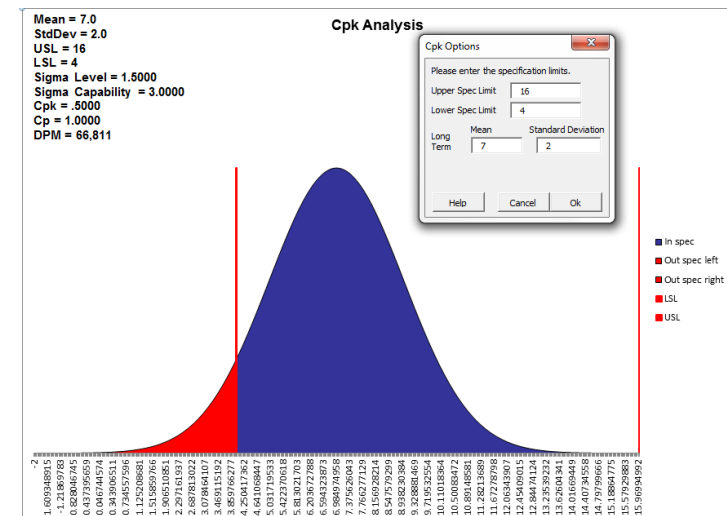 Mean = 7.0
StdDev = 2.0
USL = 16
LSL = 4
Sigma Level = 1.5000
Sigma Capability = 3.0000
Cpk = .5000
Cp = 1.0000
DPM = 66,811
Cpk Analysis
Cpk Options
Please enter the specification limits.
Upper Spec Limit 16
Lower Spec Limit 4
Mean Standard Deviation
Long Term 7 2
Help Cancel Ok
In spec
Out spec left
Out spec right
LSL
USL
-2
-1.609348915
-1.21869783
-0.828046745
-0.437395659
-0.046744574
0.343906511
0.734557596
1.125208681
1.515859766
1.906510851
2.297161937
2.687813022
3.078464107
3.469115192
3.859766277
4.250417362
4.641068447
5.031719533
5.422370618
5.813021703
6.203672788
6.594323873
6.984974958
7.375626043
7.766277129
8.156928214
8.547579299
8.938230384
9.328881469
9.719532554
10.11018364
10.50083472
10.89148581
11.28213689
11.67278798
12.06343907
12.45409015
12.84474124
13.23539232
13.62604341
14.01669449
14.40734558
14.79799666
15.18864775
15.57929883
15.96994992